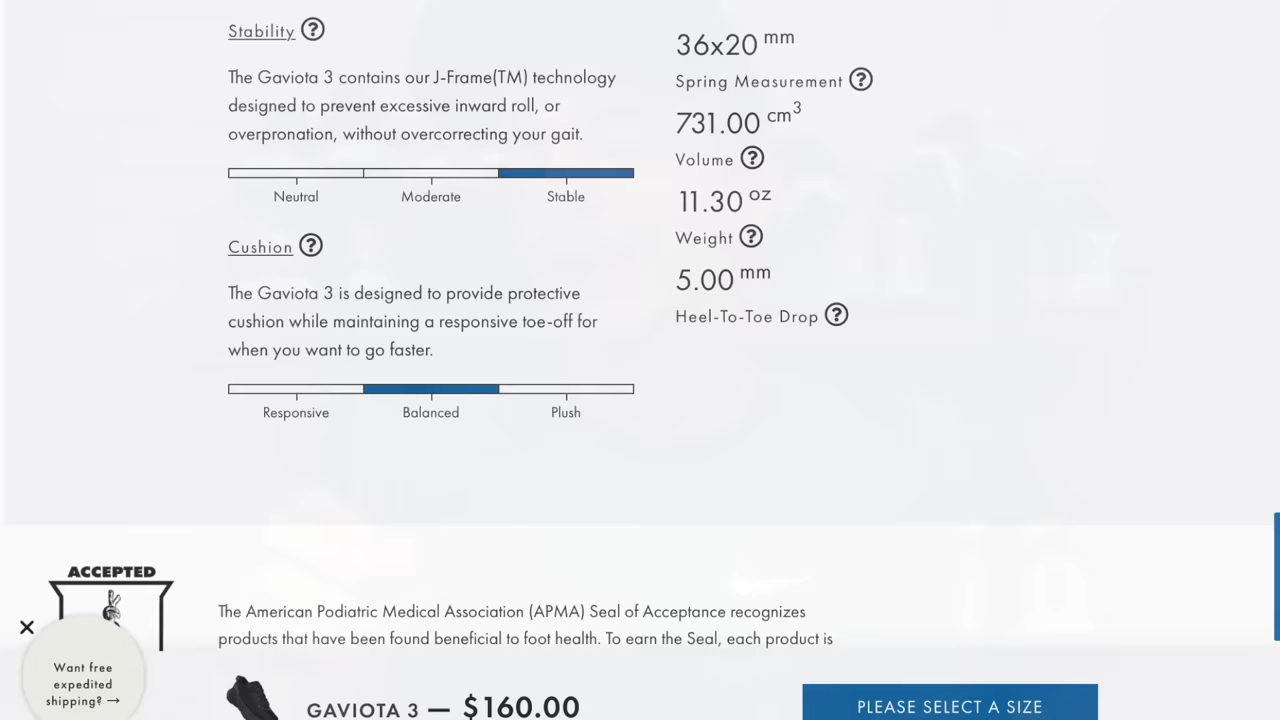 Stability ?
The Gaviota 3 contains our J-Frame(TM) technology
designed to prevent excessive inward roll, or
overpronation, without overcorrecting your gait.
Neutral Moderate Stable
Cushion ?
The Gaviota 3 is designed to provide protective
cushion while maintaining a responsive toe-off for
when you want to go faster.
Responsive Balanced Plush
36x20 mm
Spring Measurement ?
731.00 cm3
Volume ?
11.30 oz
Weight ?
5.00 mm
Heel-To-Toe Drop ?
ACCEPTED
The American Podiatric Medical Association (APMA) Seal of Acceptance recognizes
products that have been found beneficial to foot health. To earn the Seal, each product is
Want free
expedited
shipping? →
GAVIOTA 3 — $160.00
PLEASE SELECT A SIZE